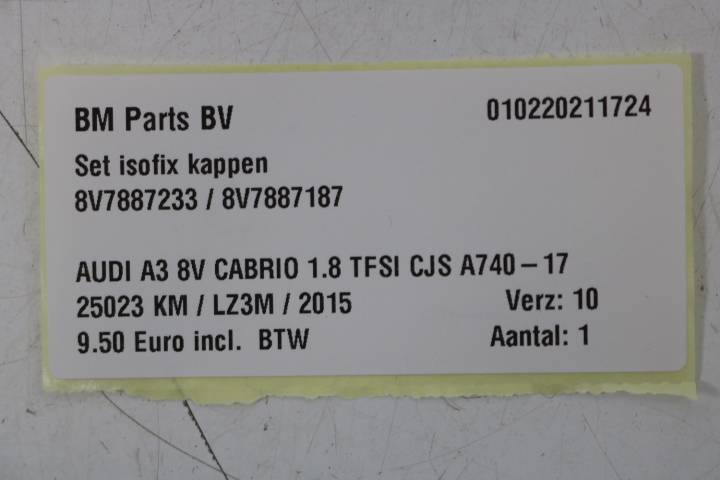 BM Parts BV 010220211724
Set isofix kappen
8V7887233 / 8V7887187
AUDI A3 8V CABRIO 1.8 TFSI CJS A740-17
25023 KM / LZ3M / 2015 Verz: 10
9.50 Euro incl. BTW Aantal: 1